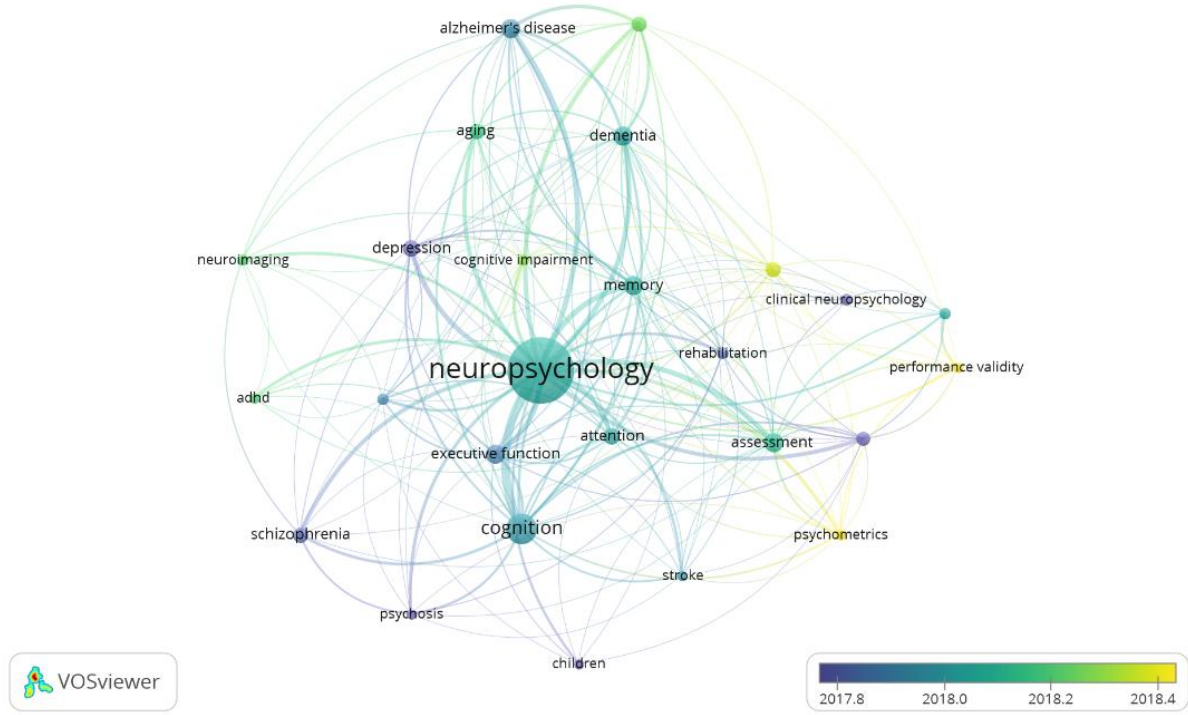 alzheimer's disease
aging
dementia
depression
neuroimaging
cognitive impairment
memory
clinical neuropsychology
rehabilitation
neuropsychology
performance validity
adhd
attention
assessment
executive function
cognition
schizophrenia
psychometrics
stroke
psychosis
children
VOSviewer
2017.8 2018.0 2018.2 2018.4